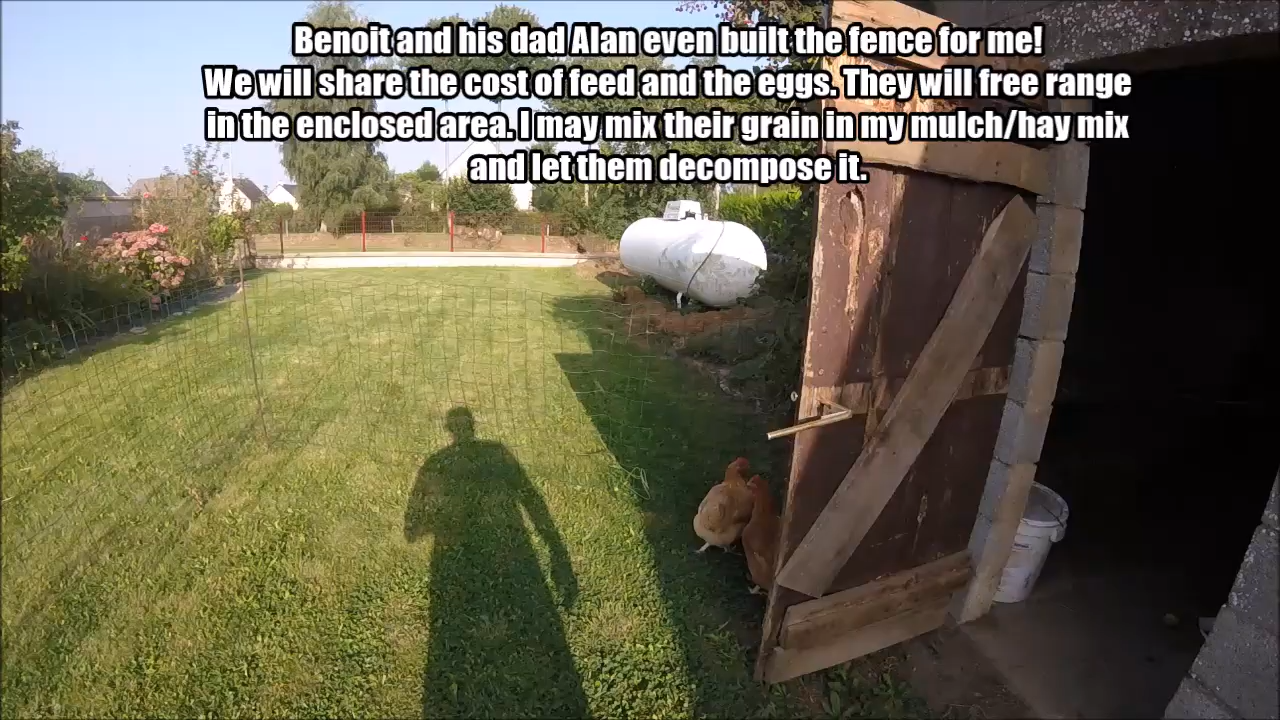 Benoit and his dad Alan even built the fence for me!
We will share the cost of feed and the eggs. They will free range
in the enclosed area. I may mix their grain in my mulch/hay mix
and let them decompose it.